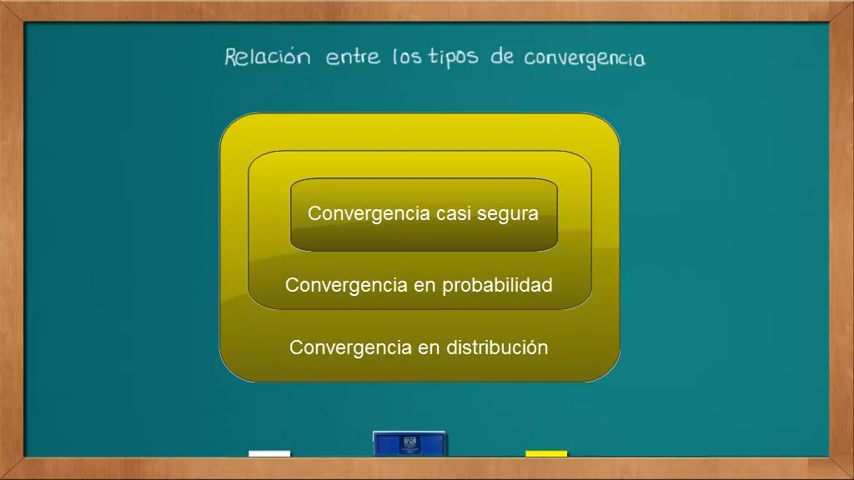 Relación entre los tipos de convergencia
Convergencia casi segura
Convergencia en probabilidad
Convergencia en distribución